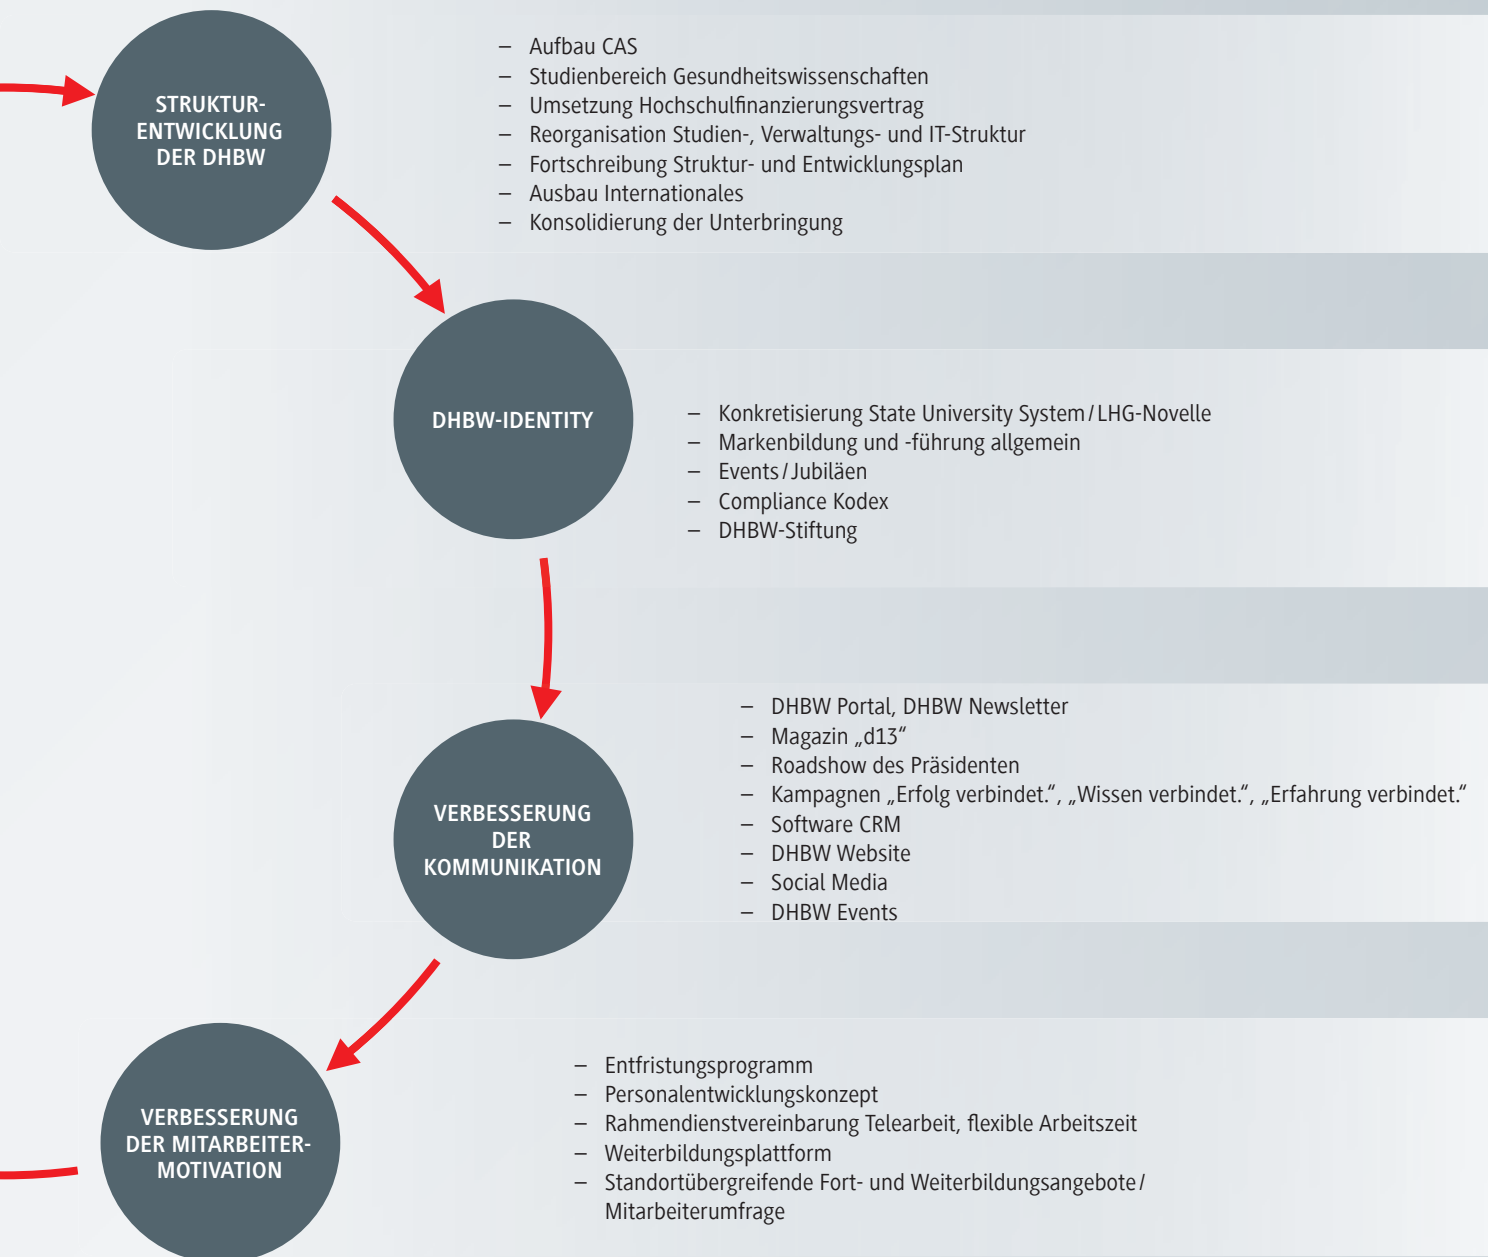 STRUKTUR-
ENTWICKLUNG
DER DHBW
– Aufbau CAS
– Studienbereich Gesundheitswissenschaften
– Umsetzung Hochschulfinanzierungsvertrag
– Reorganisation Studien-, Verwaltungs- und IT-Struktur
– Fortschreibung Struktur- und Entwicklungsplan
– Ausbau Internationales
– Konsolidierung der Unterbringung
DHBW-IDENTITY
– Konkretisierung State University System / LHG-Novelle
– Markenbildung und -führung allgemein
– Events / Jubiläen
– Compliance Kodex
– DHBW-Stiftung
VERBESSERUNG
DER
KOMMUNIKATION
– DHBW Portal, DHBW Newsletter
– Magazin „d13“
– Roadshow des Präsidenten
– Kampagnen „Erfolg verbindet.“, „Wissen verbindet.“, „Erfahrung verbindet.“
– Software CRM
– DHBW Website
– Social Media
– DHBW Events
VERBESSERUNG
DER MITARBEITER-
MOTIVATION
– Entfristungsprogramm
– Personalentwicklungskonzept
– Rahmendienstvereinbarung Telearbeit, flexible Arbeitszeit
– Weiterbildungsplattform
– Standortübergreifende Fort- und Weiterbildungsangebote /
Mitarbeiterumfrage